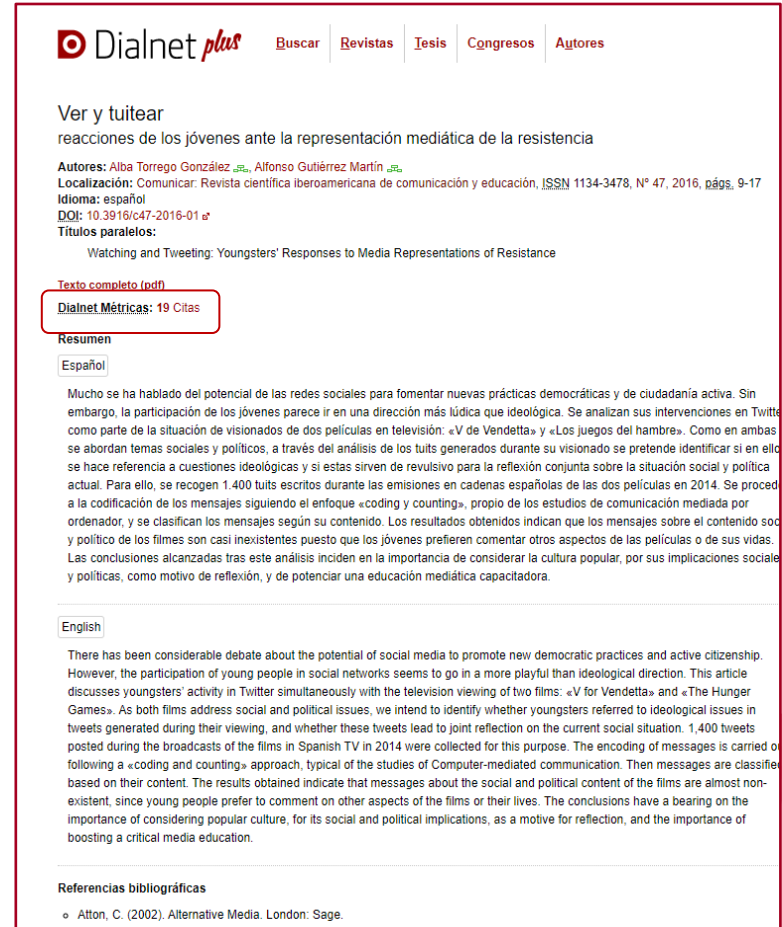 Dialnet plus Buscar Revistas Tesis Congresos Autores
Ver y tuitear
reacciones de los jóvenes ante la representación mediática de la resistencia
Autores: Alba Torrego González, Alfonso Gutiérrez Martín
Localización: Comunicar: Revista científica iberoamericana de comunicación y educación, ISSN 1134-3478, Nº 47, 2016, págs. 9-17
Idioma: español
DOI: 10.3916/c47-2016-01
Títulos paralelos:
Watching and Tweeting: Youngsters' Responses to Media Representations of Resistance
Texto completo (pdf)
Dialnet Métricas: 19 Citas
Resumen
Español
Mucho se ha hablado del potencial de las redes sociales para fomentar nuevas prácticas democráticas y de ciudadanía activa. Sin
embargo, la participación de los jóvenes parece ir en una dirección más lúdica que ideológica. Se analizan sus intervenciones en Twitte
como parte de la situación de visionados de dos películas en televisión: «V de Vendetta» y «Los juegos del hambre». Como en ambas
se abordan temas sociales y políticos, a través del análisis de los tuits generados durante su visionado se pretende identificar si en ello
se hace referencia a cuestiones ideológicas y si estas sirven de revulsivo para la reflexión conjunta sobre la situación social y política
actual. Para ello, se recogen 1.400 tuits escritos durante las emisiones en cadenas españolas de las dos películas en 2014. Se proced
a la codificación de los mensajes siguiendo el enfoque «coding y counting», propio de los estudios de comunicación mediada por
ordenador, y se clasifican los mensajes según su contenido. Los resultados obtenidos indican que los mensajes sobre el contenido soc
y político de los filmes son casi inexistentes puesto que los jóvenes prefieren comentar otros aspectos de las películas o de sus vidas.
Las conclusiones alcanzadas tras este análisis inciden en la importancia de considerar la cultura popular, por sus implicaciones sociale
y políticas, como motivo de reflexión, y de potenciar una educación mediática capacitadora.
English
There has been considerable debate about the potential of social media to promote new democratic practices and active citizenship.
However, the participation of young people in social networks seems to go in a more playful than ideological direction. This article
discusses youngsters' activity in Twitter simultaneously with the television viewing of two films: «V for Vendetta» and «The Hunger
Games». As both films address social and political issues, we intend to identify whether youngsters referred to ideological issues in
tweets generated during their viewing, and whether these tweets lead to joint reflection on the current social situation. 1,400 tweets
posted during the broadcasts of the films in Spanish TV in 2014 were collected for this purpose. The encoding of messages is carried ou
following a «coding and counting» approach, typical of the studies of Computer-mediated communication. Then messages are classified
based on their content. The results obtained indicate that messages about the social and political content of the films are almost non-
existent, since young people prefer to comment on other aspects of the films or their lives. The conclusions have a bearing on the
importance of considering popular culture, for its social and political implications, as a motive for reflection, and the importance of
boosting a critical media education.
Referencias bibliográficas
Atton, C. (2002). Alternative Media. London: Sage.